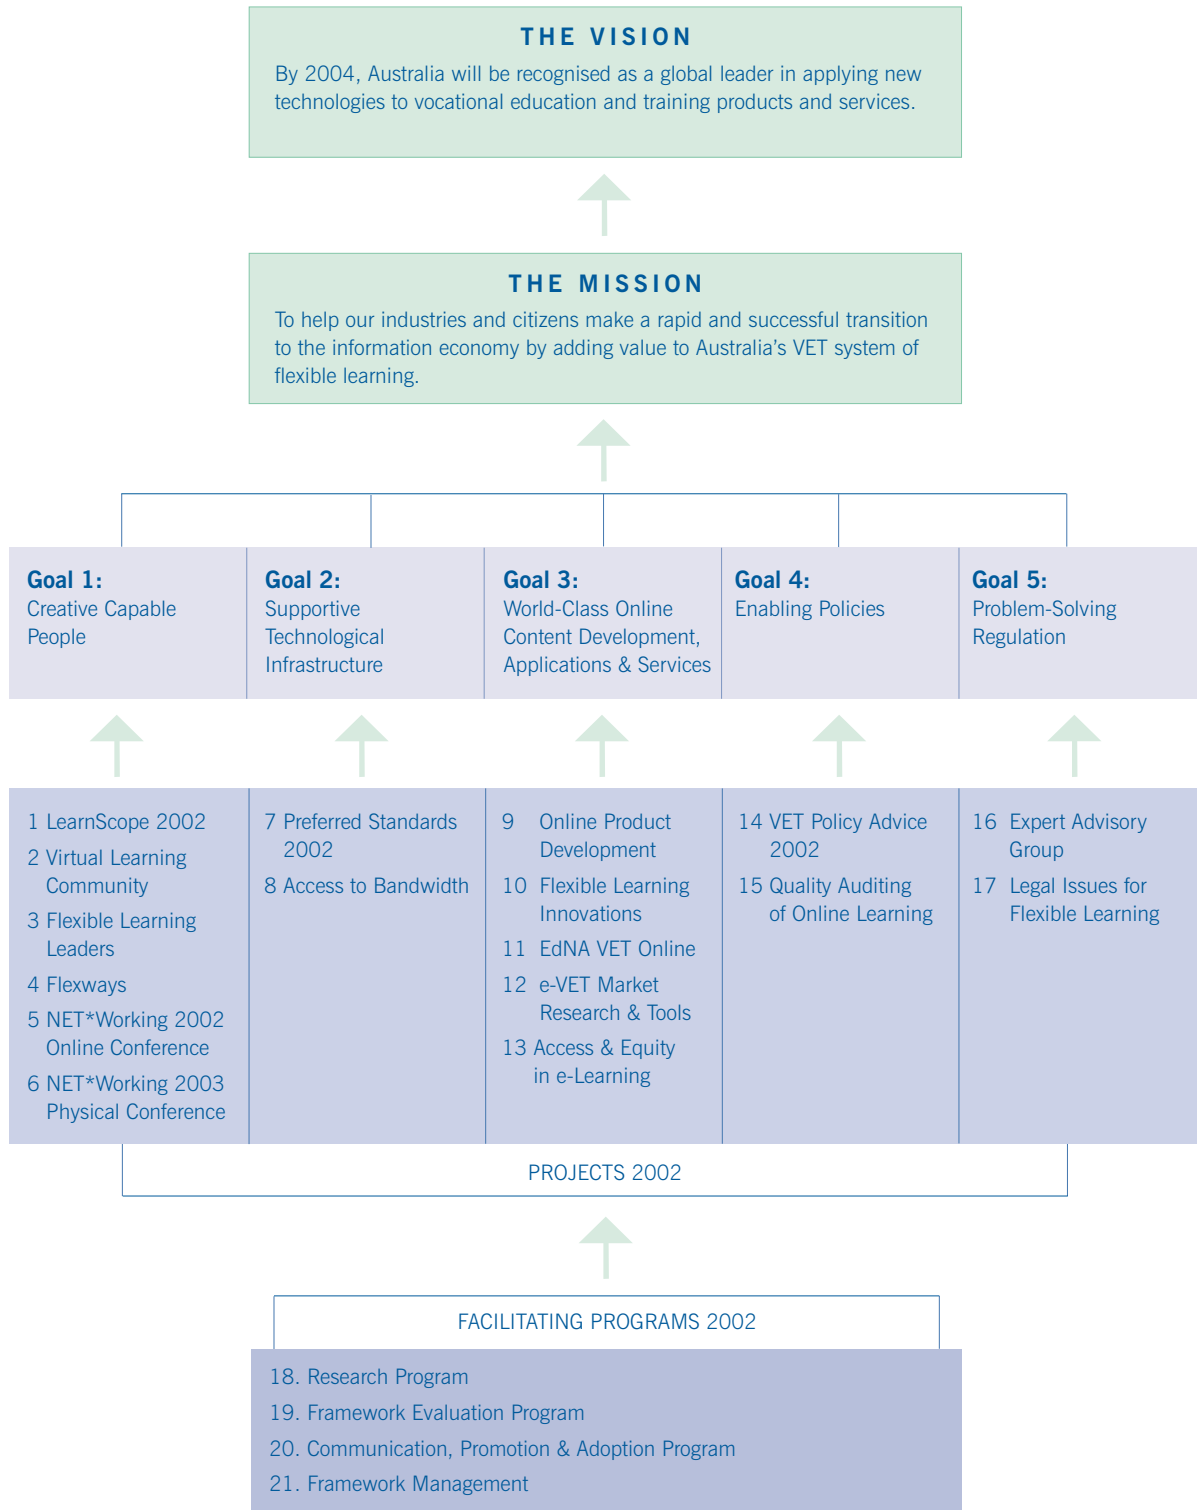 THE VISION
By 2004, Australia will be recognised as a global leader in applying new
technologies to vocational education and training products and services.
THE MISSION
To help our industries and citizens make a rapid and successful transition
to the information economy by adding value to Australia's VET system of
flexible learning.
Goal 1:
Creative Capable
People
Goal 2:
Supportive
Technological
Infrastructure
Goal 3:
World-Class Online
Content Development,
Applications & Services
Goal 4:
Enabling Policies
Goal 5:
Problem-Solving
Regulation
1 LearnScope 2002
2 Virtual Learning
Community
3 Flexible Learning
Leaders
4 Flexways
5 NET*Working 2002
Online Conference
6 NET*Working 2003
Physical Conference
7 Preferred Standards
2002
8 Access to Bandwidth
9 Online Product
Development
10 Flexible Learning
Innovations
11 EdNA VET Online
12 e-VET Market
Research & Tools
13 Access & Equity
in e-Learning
14 VET Policy Advice
2002
15 Quality Auditing
of Online Learning
16 Expert Advisory
Group
17 Legal Issues for
Flexible Learning
PROJECTS 2002
FACILITATING PROGRAMS 2002
18. Research Program
19. Framework Evaluation Program
20. Communication, Promotion & Adoption Program
21. Framework Management